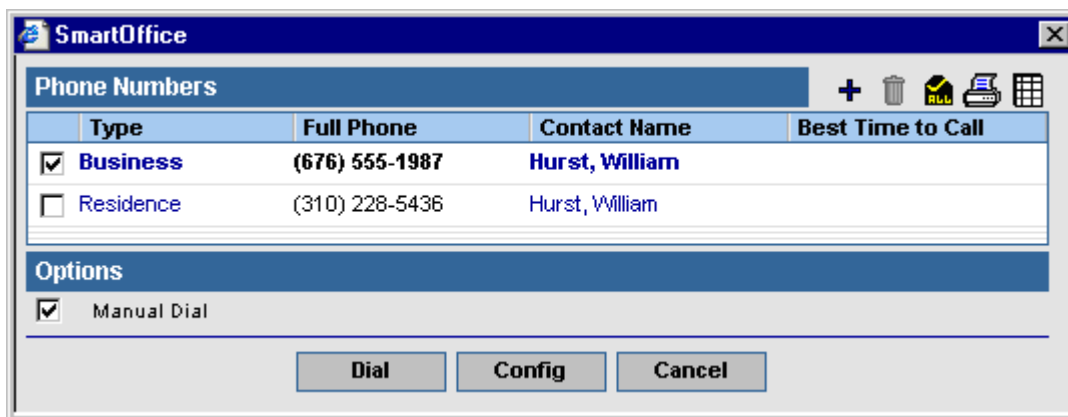 SmartOffice
Phone Numbers
ALL
Type Full Phone Contact Name Best Time to Call
Business (676) 555-1987 Hurst, William
Residence (310) 228-5436 Hurst, William
Options
Manual Dial
Dial Config Cancel